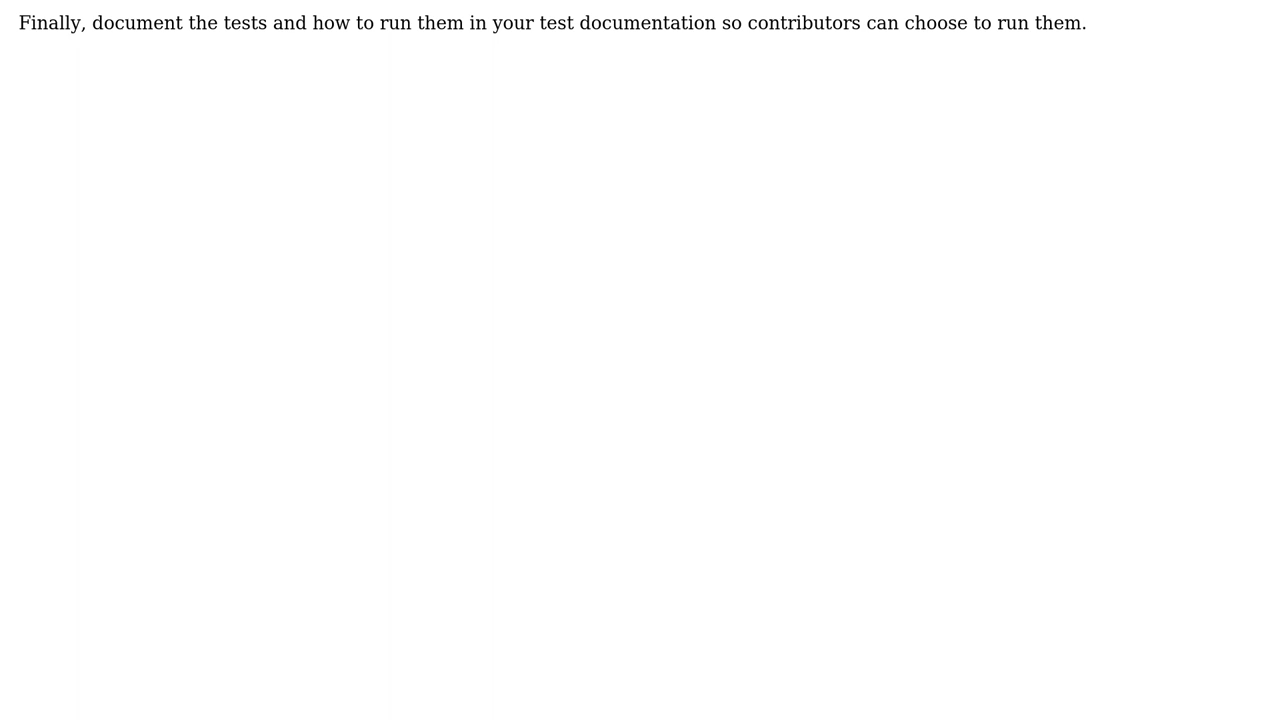 Finally, document the tests and how to run them in your test documentation so contributors can choose to run them.